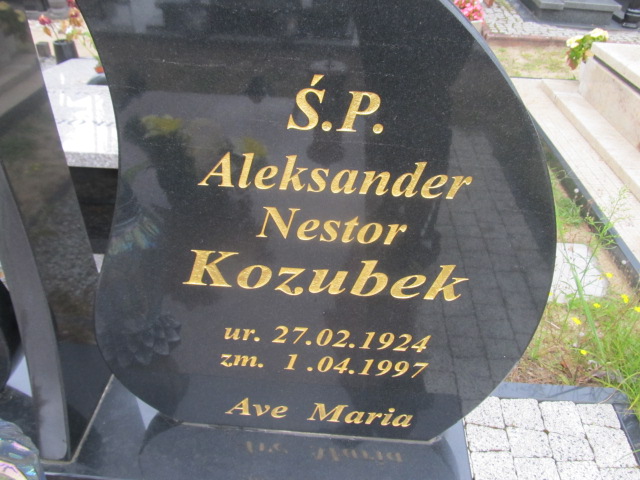 Ś.P.
Aleksander
Nestor
Kozubek
ur. 27.02.1924
zm. 1.04.1997
Ave Maria